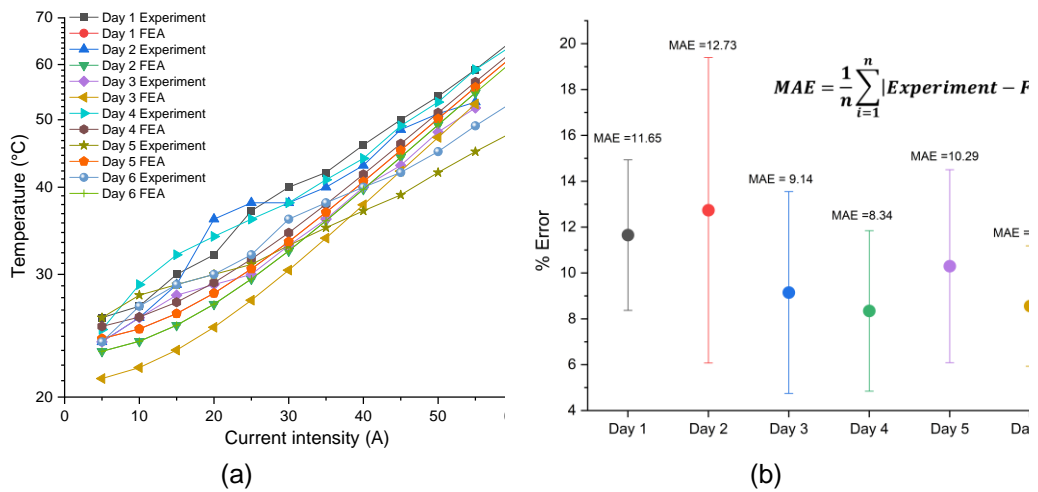 70
60
50
40
30
20
Temperature (°C)
Day 1 Experiment
Day 1 FEA
Day 2 Experiment
Day 2 FEA
Day 3 Experiment
Day 3 FEA
Day 4 Experiment
Day 4 FEA
Day 5 Experiment
Day 5 FEA
Day 6 Experiment
Day 6 FEA
0 10 20 30 40 50
Current intensity (A)
(a)
20
18
16
14
12
10
8
6
4
% Error
MAE =11.65
MAE =12.73
MAE = 9.14
MAE =8.34
MAE =10.29
MAE =
MAE = 1/n ∑ i=1 n |Experiment − F
Day 1 Day 2 Day 3 Day 4 Day 5 Da
(b)